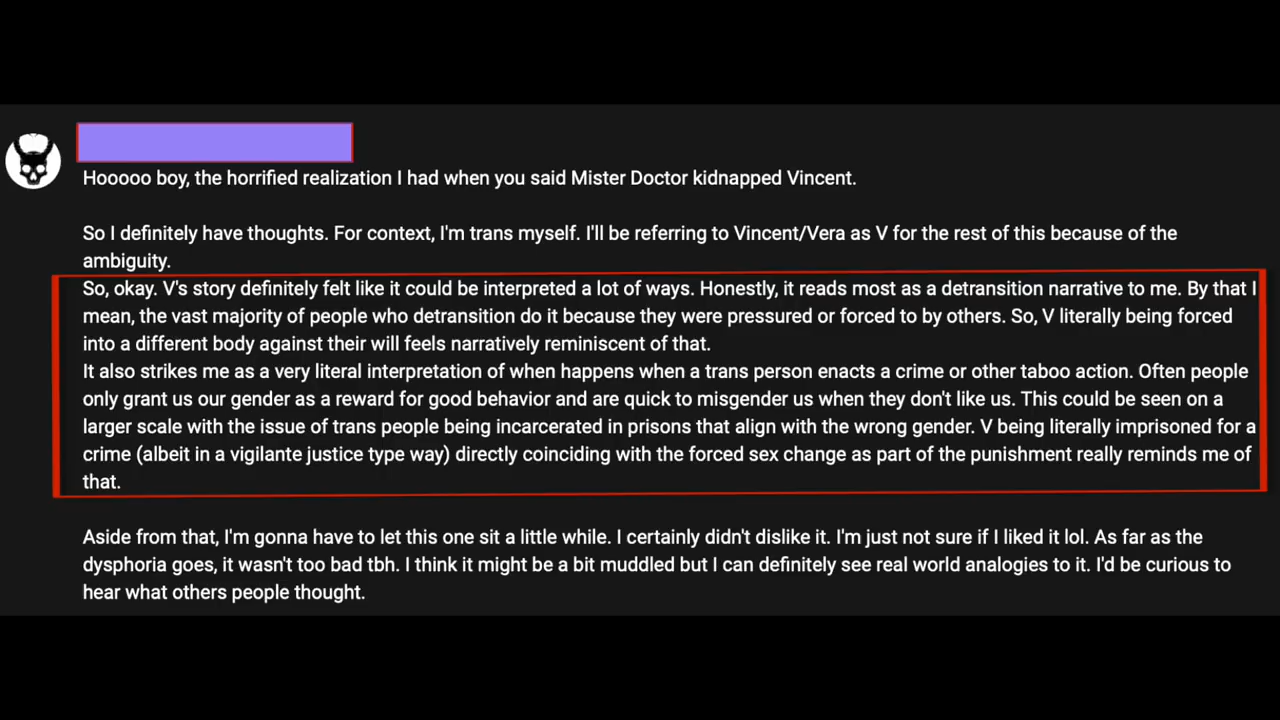 Hooooo boy, the horrified realization I had when you said Mister Doctor kidnapped Vincent.
So I definitely have thoughts. For context, I'm trans myself. I'll be referring to Vincent/Vera as V for the rest of this because of the
ambiguity.
So, okay. V's story definitely felt like it could be interpreted a lot of ways. Honestly, it reads most as a detransition narrative to me. By that I
mean, the vast majority of people who detransition do it because they were pressured or forced to by others. So, V literally being forced
into a different body against their will feels narratively reminiscent of that.
It also strikes me as a very literal interpretation of when happens when a trans person enacts a crime or other taboo action. Often people
only grant us our gender as a reward for good behavior and are quick to misgender us when they don't like us. This could be seen on a
larger scale with the issue of trans people being incarcerated in prisons that align with the wrong gender. V being literally imprisoned for a
crime (albeit in a vigilante justice type way) directly coinciding with the forced sex change as part of the punishment really reminds me of
that.
Aside from that, I'm gonna have to let this one sit a little while. I certainly didn't dislike it. I'm just not sure if I liked it lol. As far as the
dysphoria goes, it wasn't too bad tbh. I think it might be a bit muddled but I can definitely see real world analogies to it. I'd be curious to
hear what others people thought.